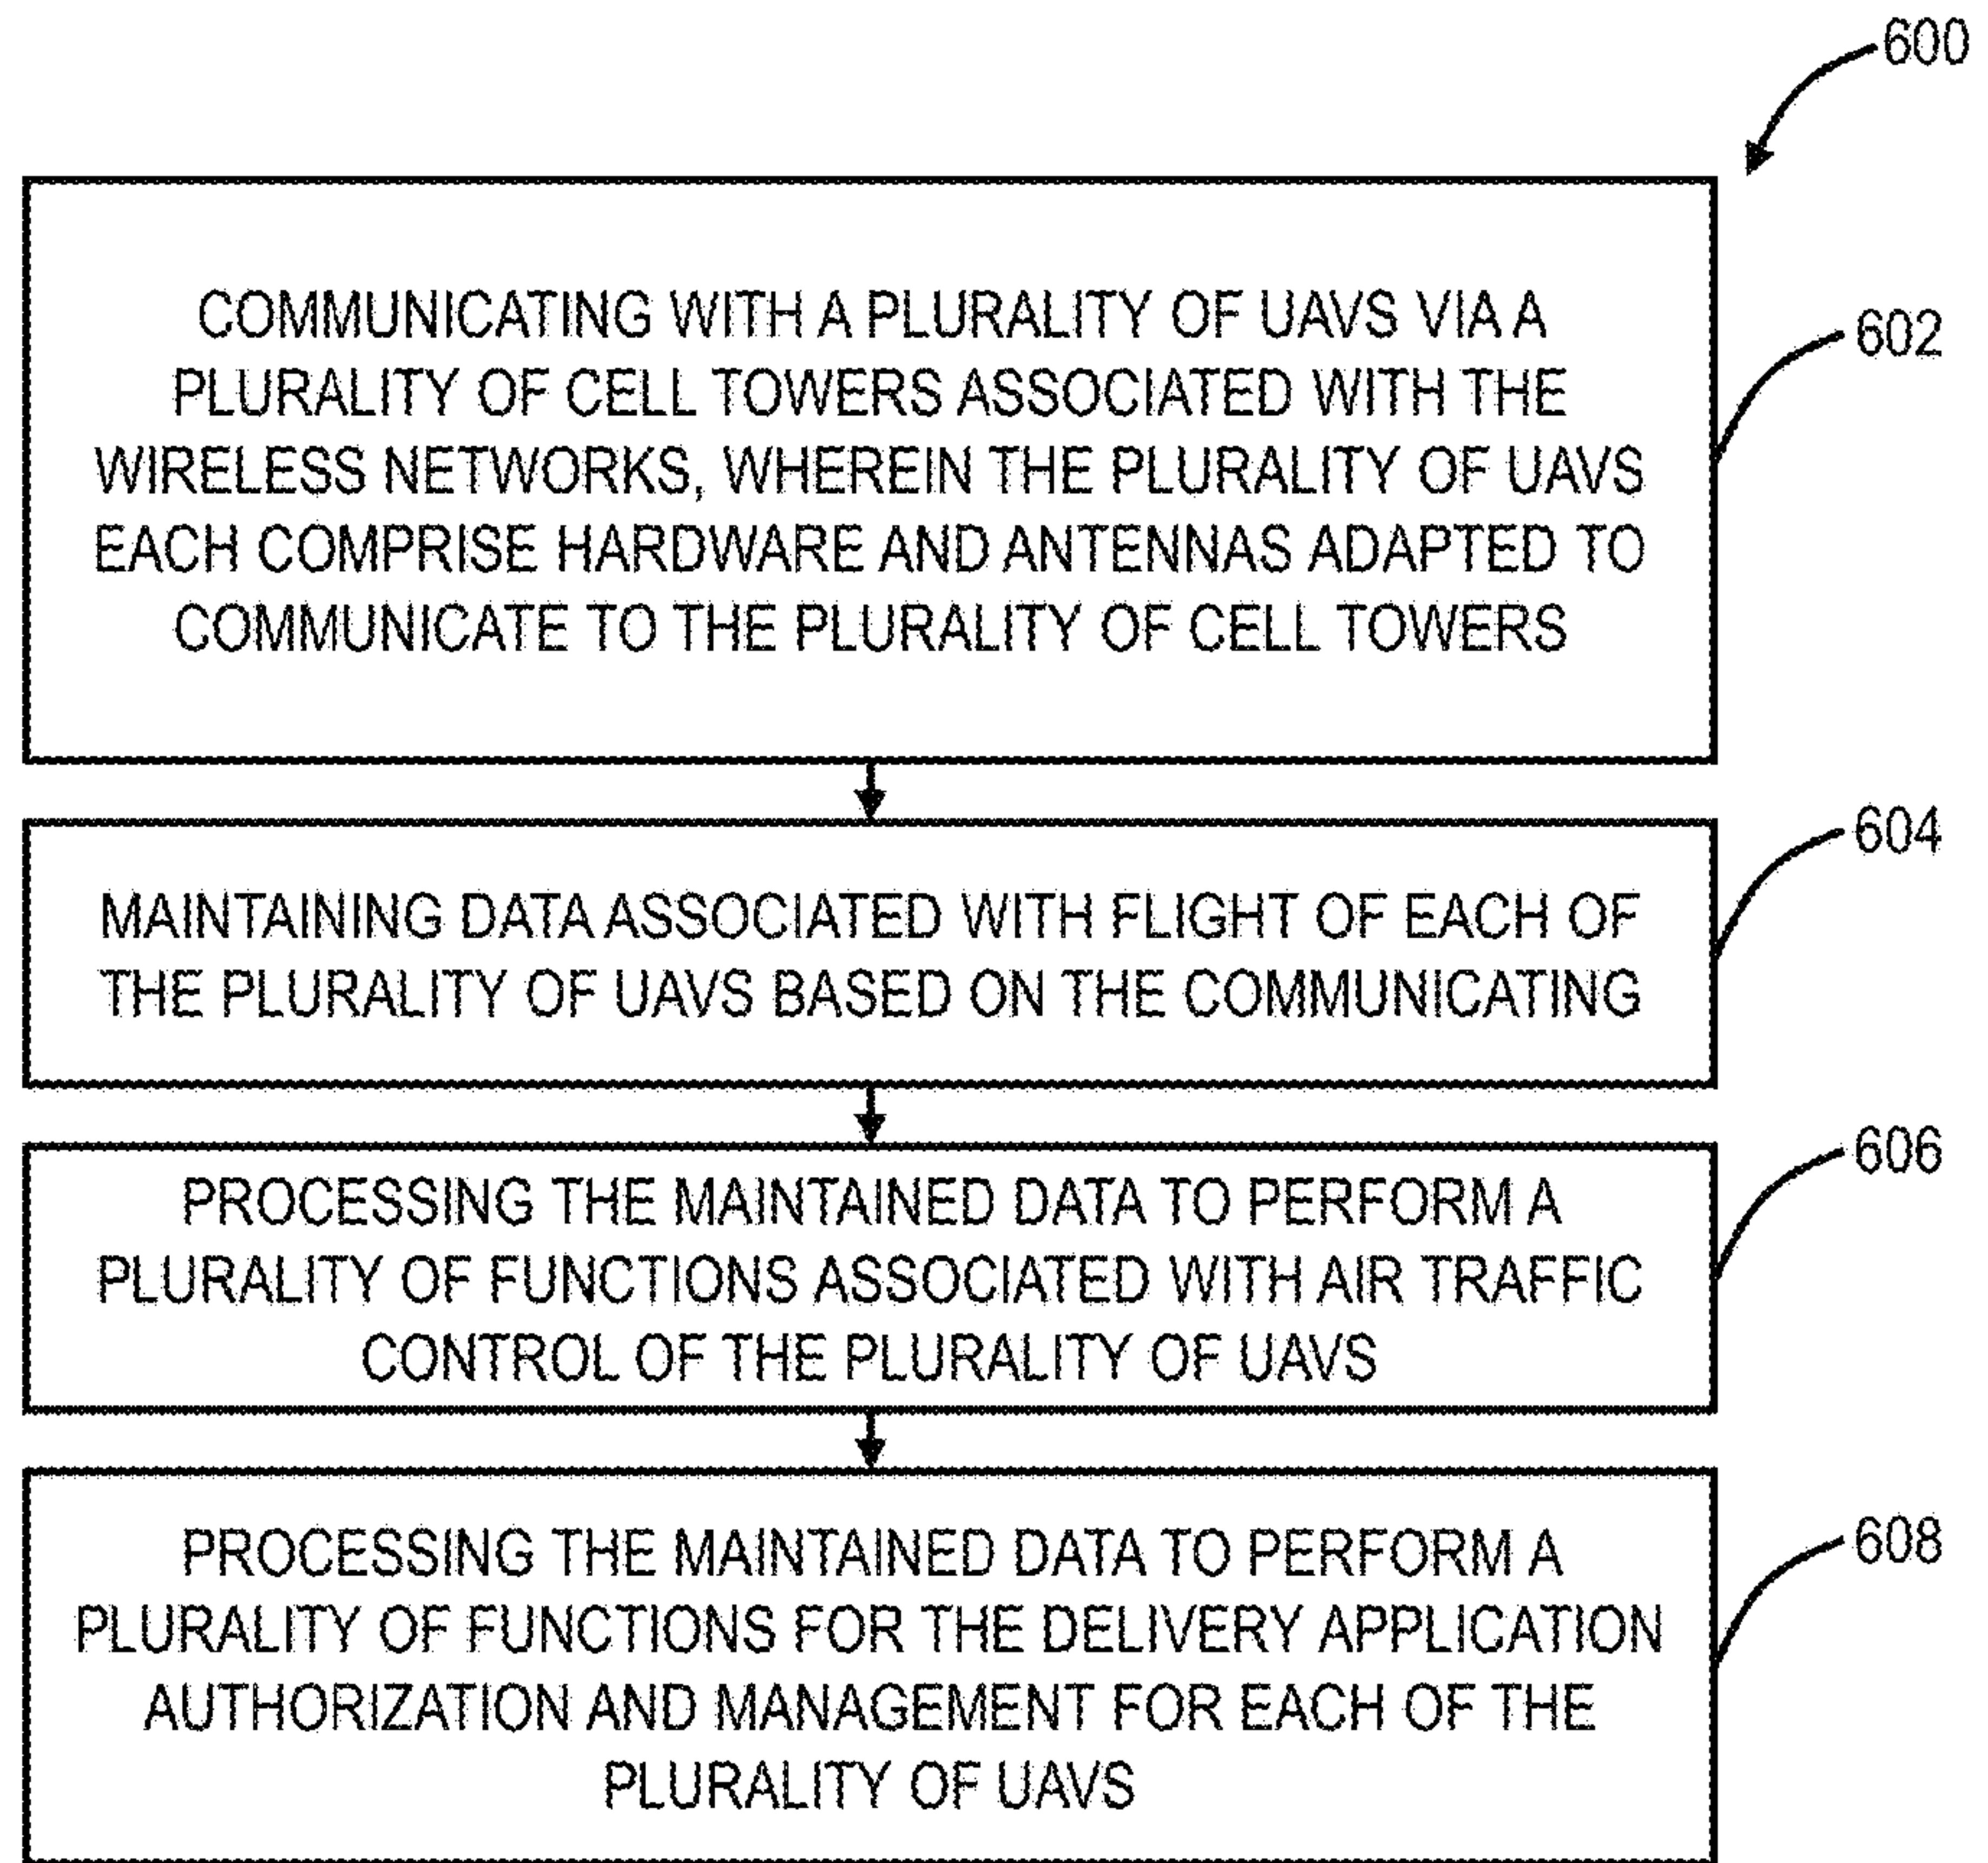 600
COMMUNICATING WITH A PLURALITY OF UAVS VIA A
PLURALITY OF CELL TOWERS ASSOCIATED WITH THE
WIRELESS NETWORKS, WHEREIN THE PLURALITY OF UAVS
EACH COMPRISE HARDWARE AND ANTENNAS ADAPTED TO
COMMUNICATE TO THE PLURALITY OF CELL TOWERS
602
MAINTAINING DATA ASSOCIATED WITH FLIGHT OF EACH OF
THE PLURALITY OF UAVS BASED ON THE COMMUNICATING
604
PROCESSING THE MAINTAINED DATA TO PERFORM A
PLURALITY OF FUNCTIONS ASSOCIATED WITH AIR TRAFFIC
CONTROL OF THE PLURALITY OF UAVS
606
PROCESSING THE MAINTAINED DATA TO PERFORM A
PLURALITY OF FUNCTIONS FOR THE DELIVERY APPLICATION
AUTHORIZATION AND MANAGEMENT FOR EACH OF THE
PLURALITY OF UAVS
608